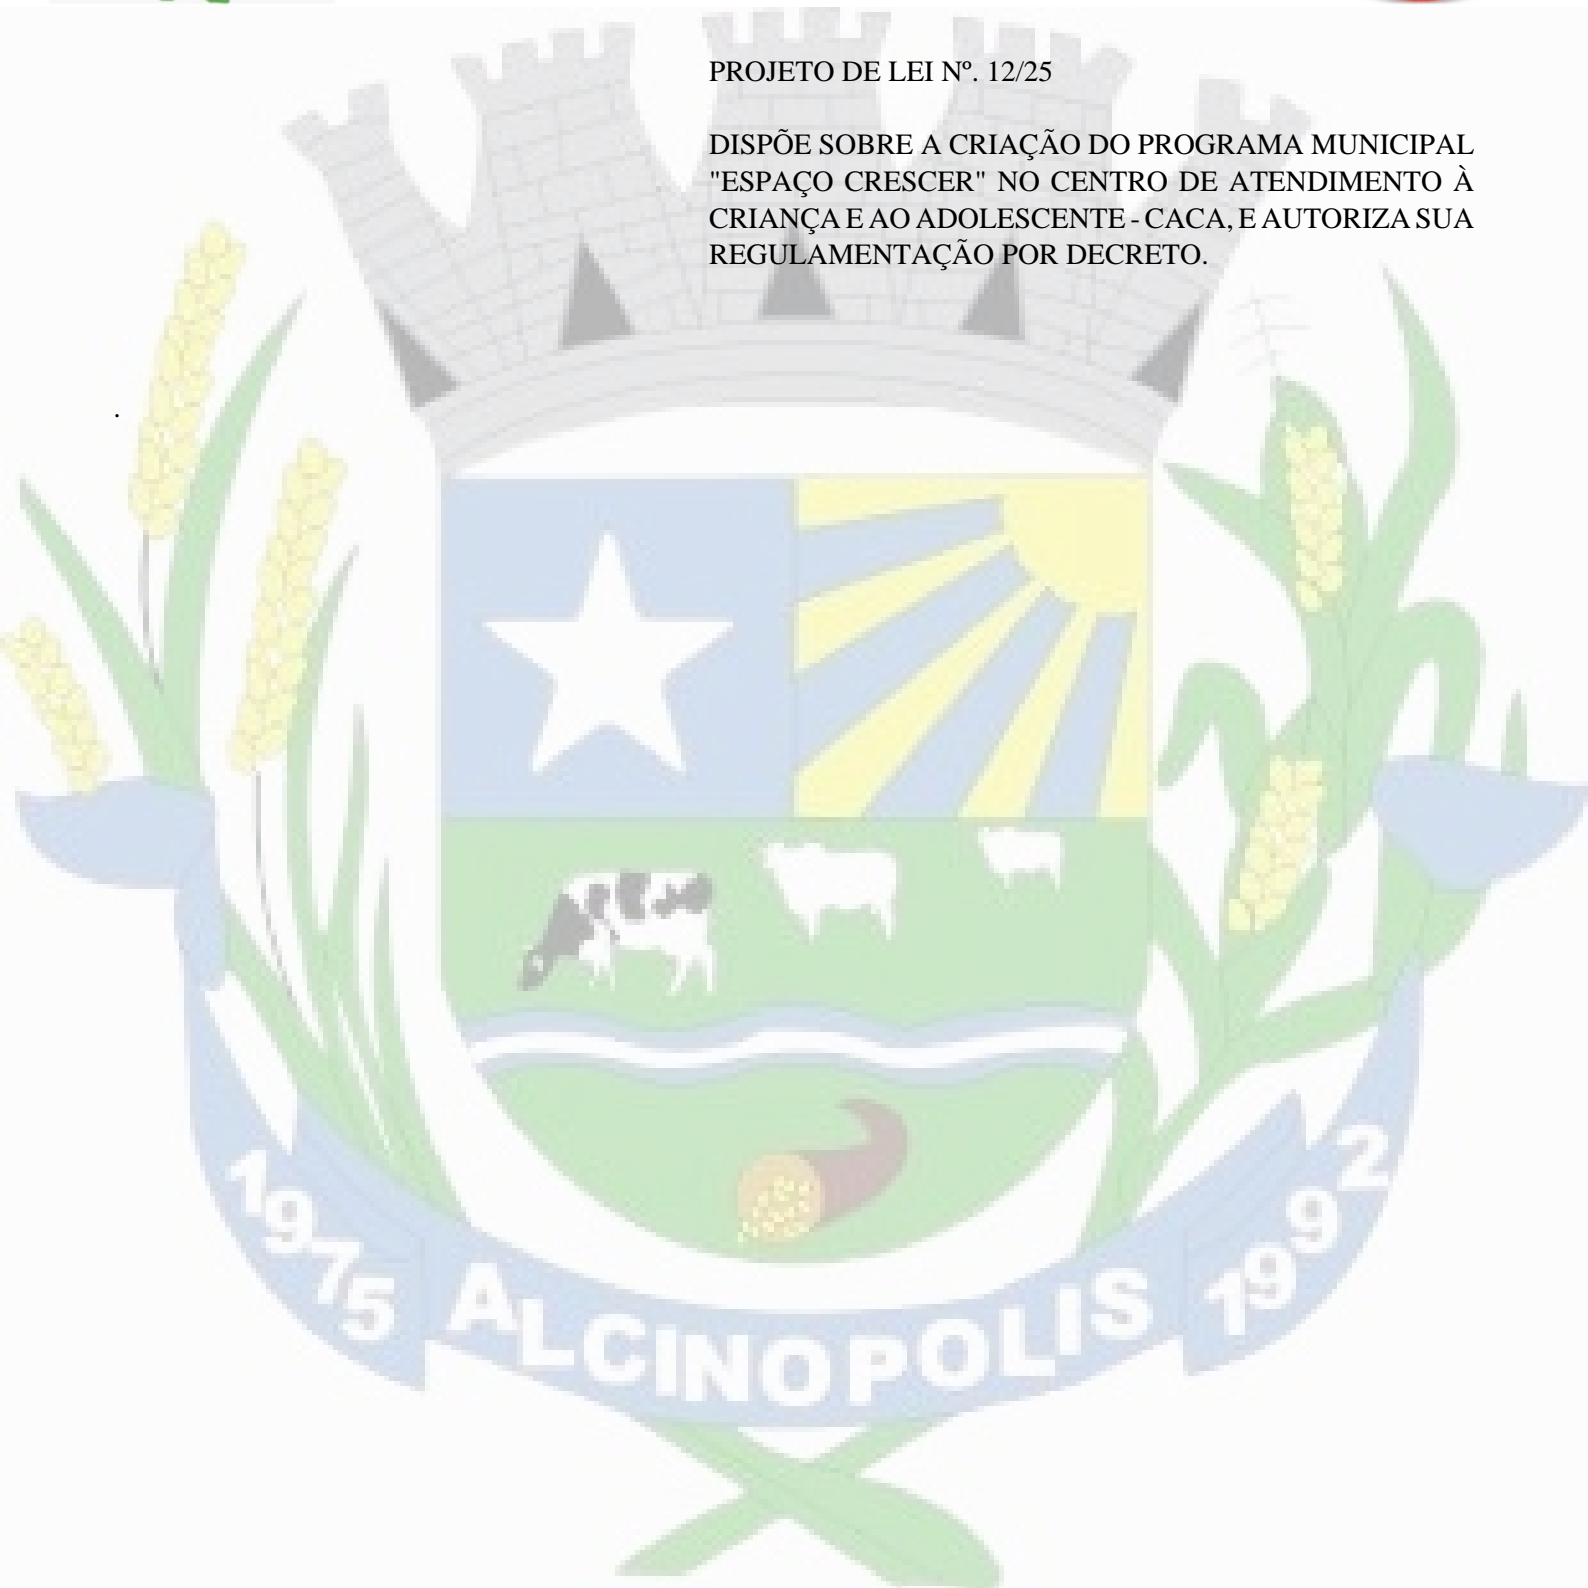 PROJETO DE LEI Nº. 12/25
DISPÕE SOBRE A CRIAÇÃO DO PROGRAMA MUNICIPAL
"ESPAÇO CRESCER" NO CENTRO DE ATENDIMENTO À
CRIANÇA E AO ADOLESCENTE - CACA, E AUTORIZA SUA
REGULAMENTAÇÃO POR DECRETO.
.
1975 ALCINOPOLIS 1992